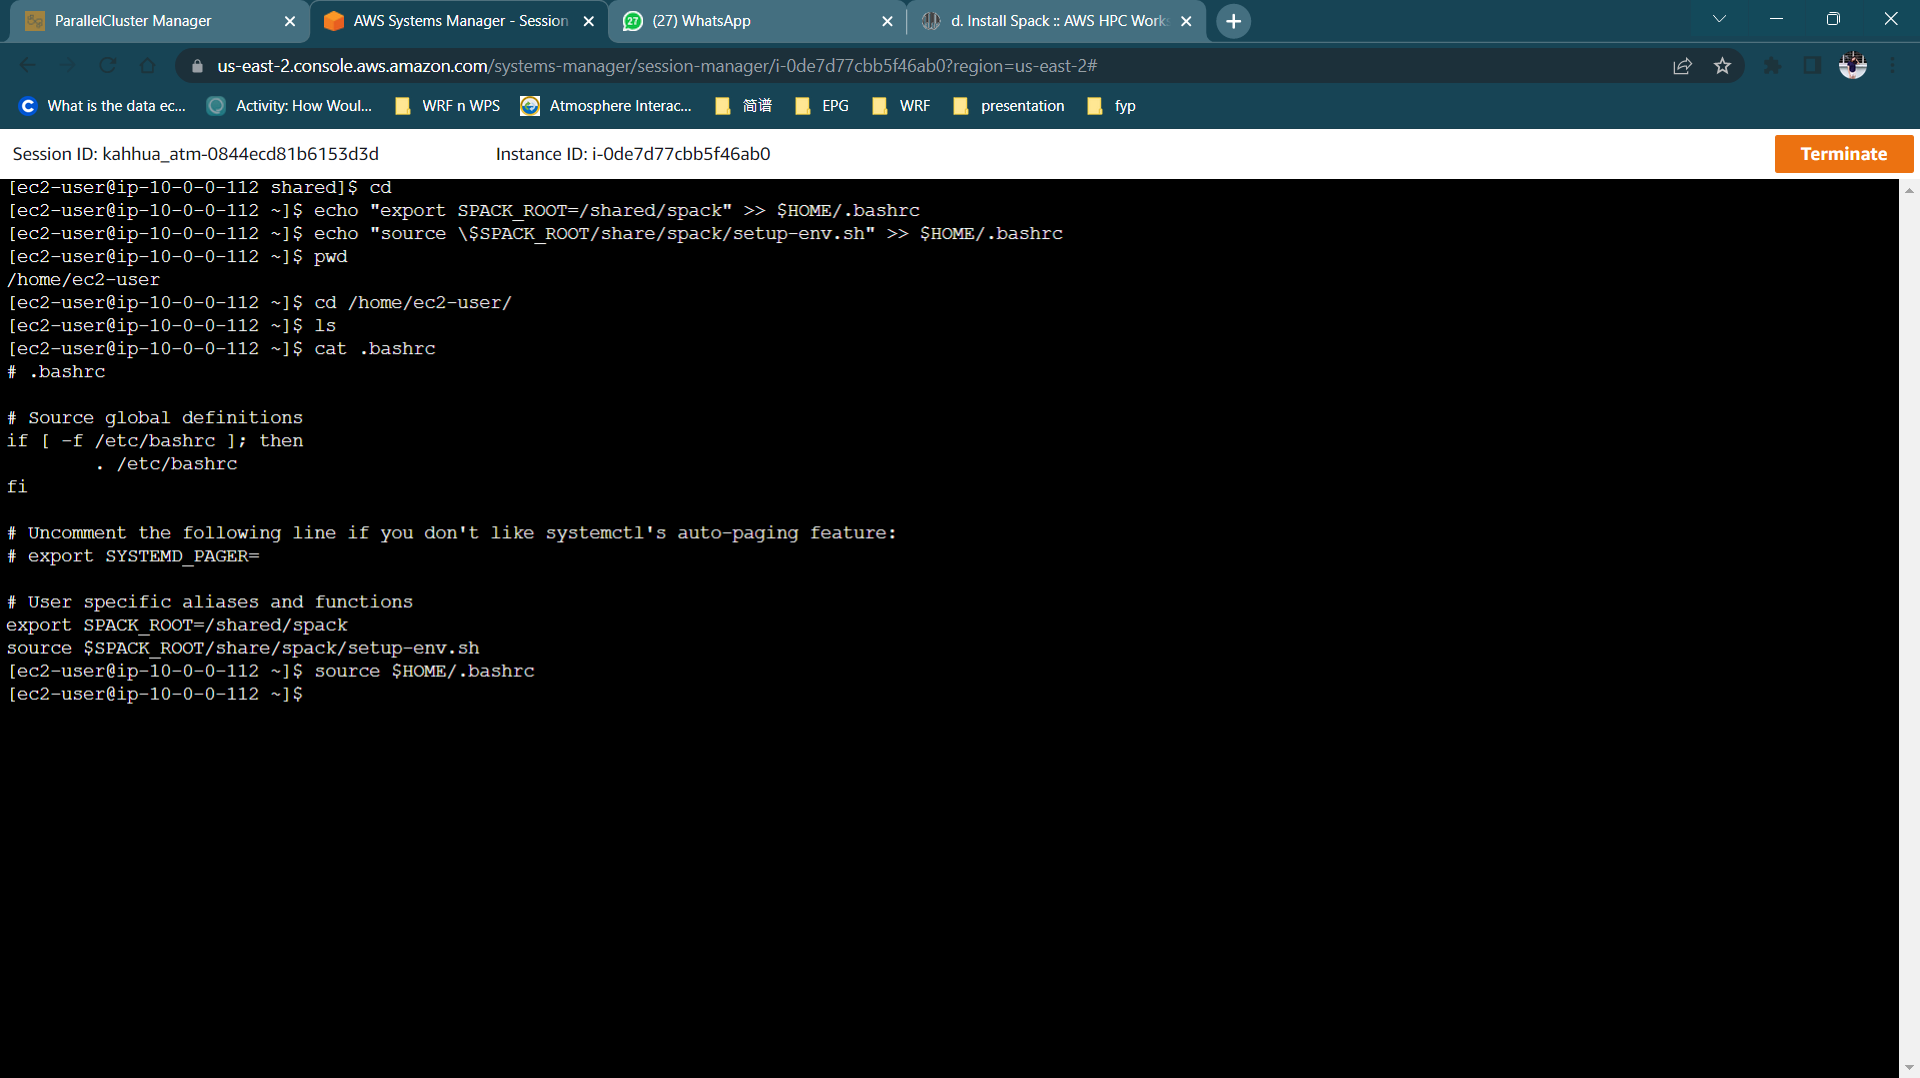 ParallelCluster Manager
AWS Systems Manager - Session
27
(27) WhatsApp
d. Install Spack :: AWS HPC Works
us-east-2.console.aws.amazon.com/systems-manager/session-manager/i-0de7d77cbb5f46ab0?region=us-east-2#
What is the data ec...
Activity: How Woul...
WRF n WPS
Atmosphere Interac...
简谱
EPG
WRF
presentation
fyp
Session ID: kahhua_atm-0844ecd81b6153d3d
Instance ID: i-0de7d77cbb5f46ab0
Terminate
[ec2-user@ip-10-0-0-112 shared]$ cd
[ec2-user@ip-10-0-0-112 ~]$ echo "export SPACK_ROOT=/shared/spack" >> $HOME/.bashrc
[ec2-user@ip-10-0-0-112 ~]$ echo "source \$SPACK_ROOT/share/spack/setup-env.sh" >> $HOME/.bashrc
[ec2-user@ip-10-0-0-112 ~]$ pwd
/home/ec2-user
[ec2-user@ip-10-0-0-112 ~]$ cd /home/ec2-user/
[ec2-user@ip-10-0-0-112 ~]$ ls
[ec2-user@ip-10-0-0-112 ~]$ cat .bashrc
# .bashrc
# Source global definitions
if [ -f /etc/bashrc ]; then
. /etc/bashrc
fi
# Uncomment the following line if you don't like systemctl's auto-paging feature:
# export SYSTEMD_PAGER=
# User specific aliases and functions
export SPACK_ROOT=/shared/spack
source $SPACK_ROOT/share/spack/setup-env.sh
[ec2-user@ip-10-0-0-112 ~]$ source $HOME/.bashrc
[ec2-user@ip-10-0-0-112 ~]$